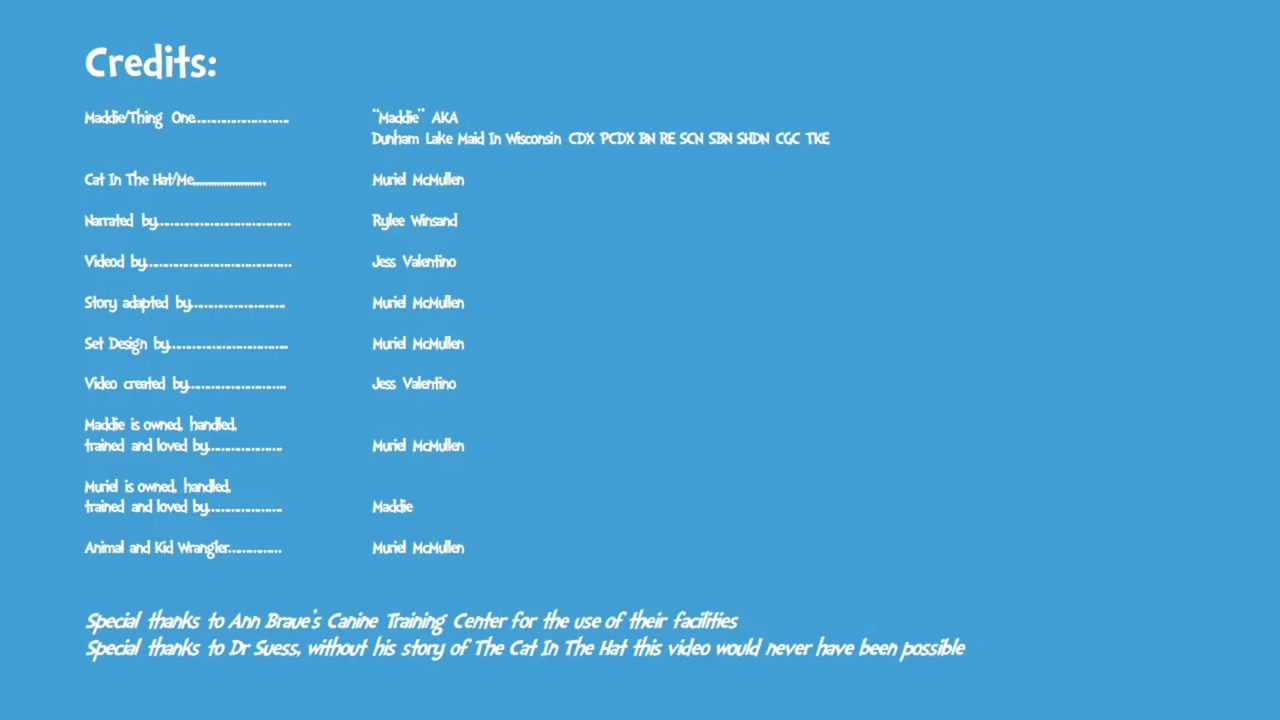 Credits:
Maddie/Thing One........................ "Maddie" AKA
Dunham Lake Maid In Wisconsin CDX PCDX BN RE SCN SBN SHDN CGC TKE
Cat In The Hat/Me........................ Muriel McMullen
Narrated by.................................. Rylee Winsand
Videod by..................................... Jess Valentino
Story adapted by........................ Muriel McMullen
Set Design by.............................. Muriel McMullen
Video created by......................... Jess Valentino
Maddie is owned, handled,
trained and loved by................... Muriel McMullen
Muriel is owned, handled,
trained and loved by................... Maddie
Animal and Kid Wrangler.............. Muriel McMullen
Special thanks to Ann Braue's Canine Training Center for the use of their facilities
Special thanks to Dr Suess, without his story of The Cat In The Hat this video would never have been possible